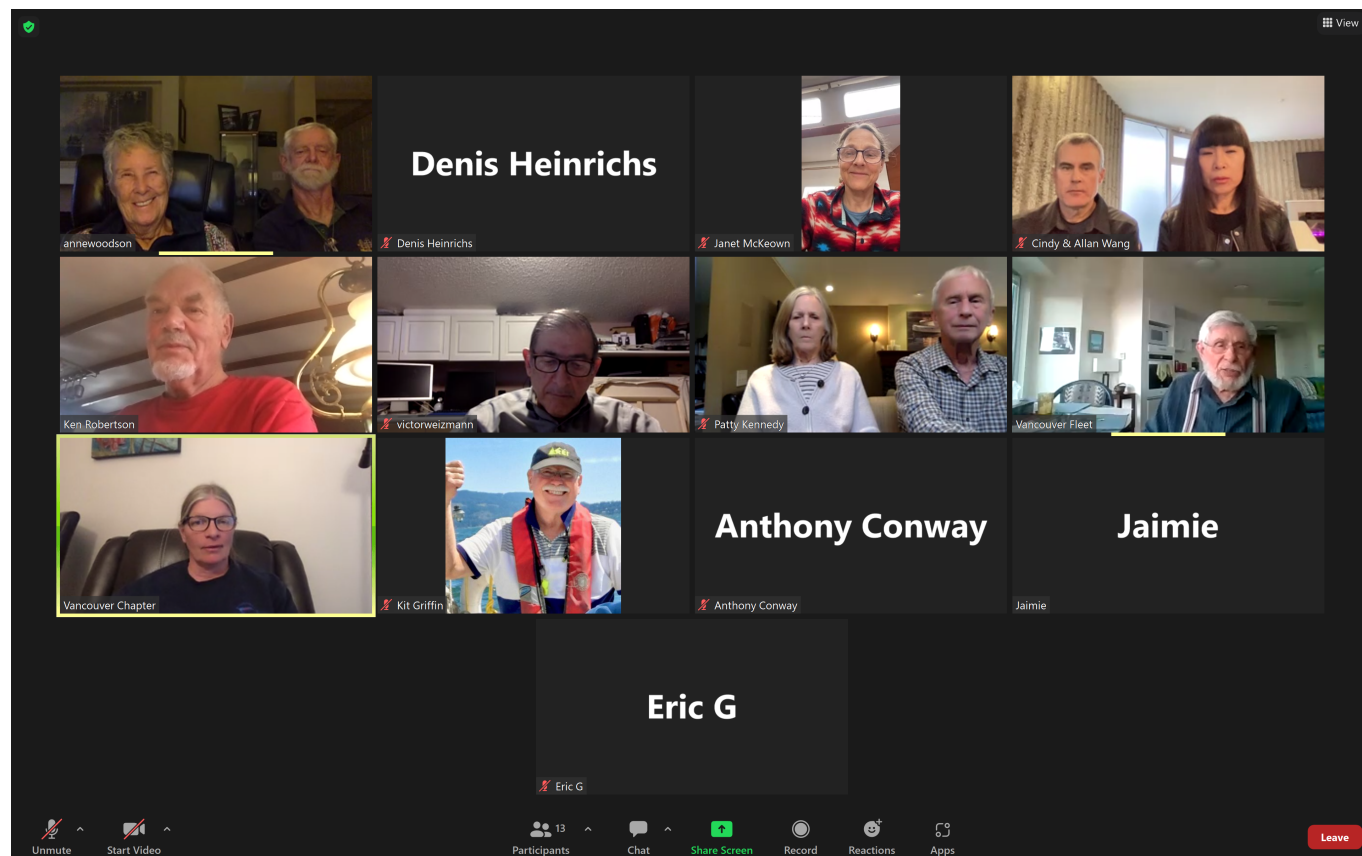 View
annewoodson
Denis Heinrichs
Denis Heinrichs
Janet McKeown
Cindy & Allan Wang
Ken Robertson
victorweizmann
Patty Kennedy
Vancouver Fleet
Vancouver Chapter
Kit Griffin
Anthony Conway
Anthony Conway
Jaimie
Jaimie
Eric G
Eric G
Unmute
Start Video
13
Participants
Chat
Share Screen
Record
Reactions
Apps
Leave